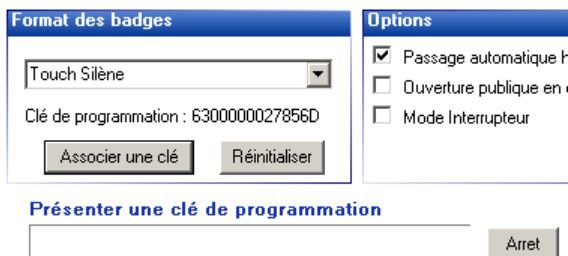 Format des badges
Options
Touch Silène
Passage automatique
Clé de programmation : 6300000027856D
Ouverture publique en
Mode Interrupteur
Associer une clé
Réinitialiser
Présenter une clé de programmation
Arret